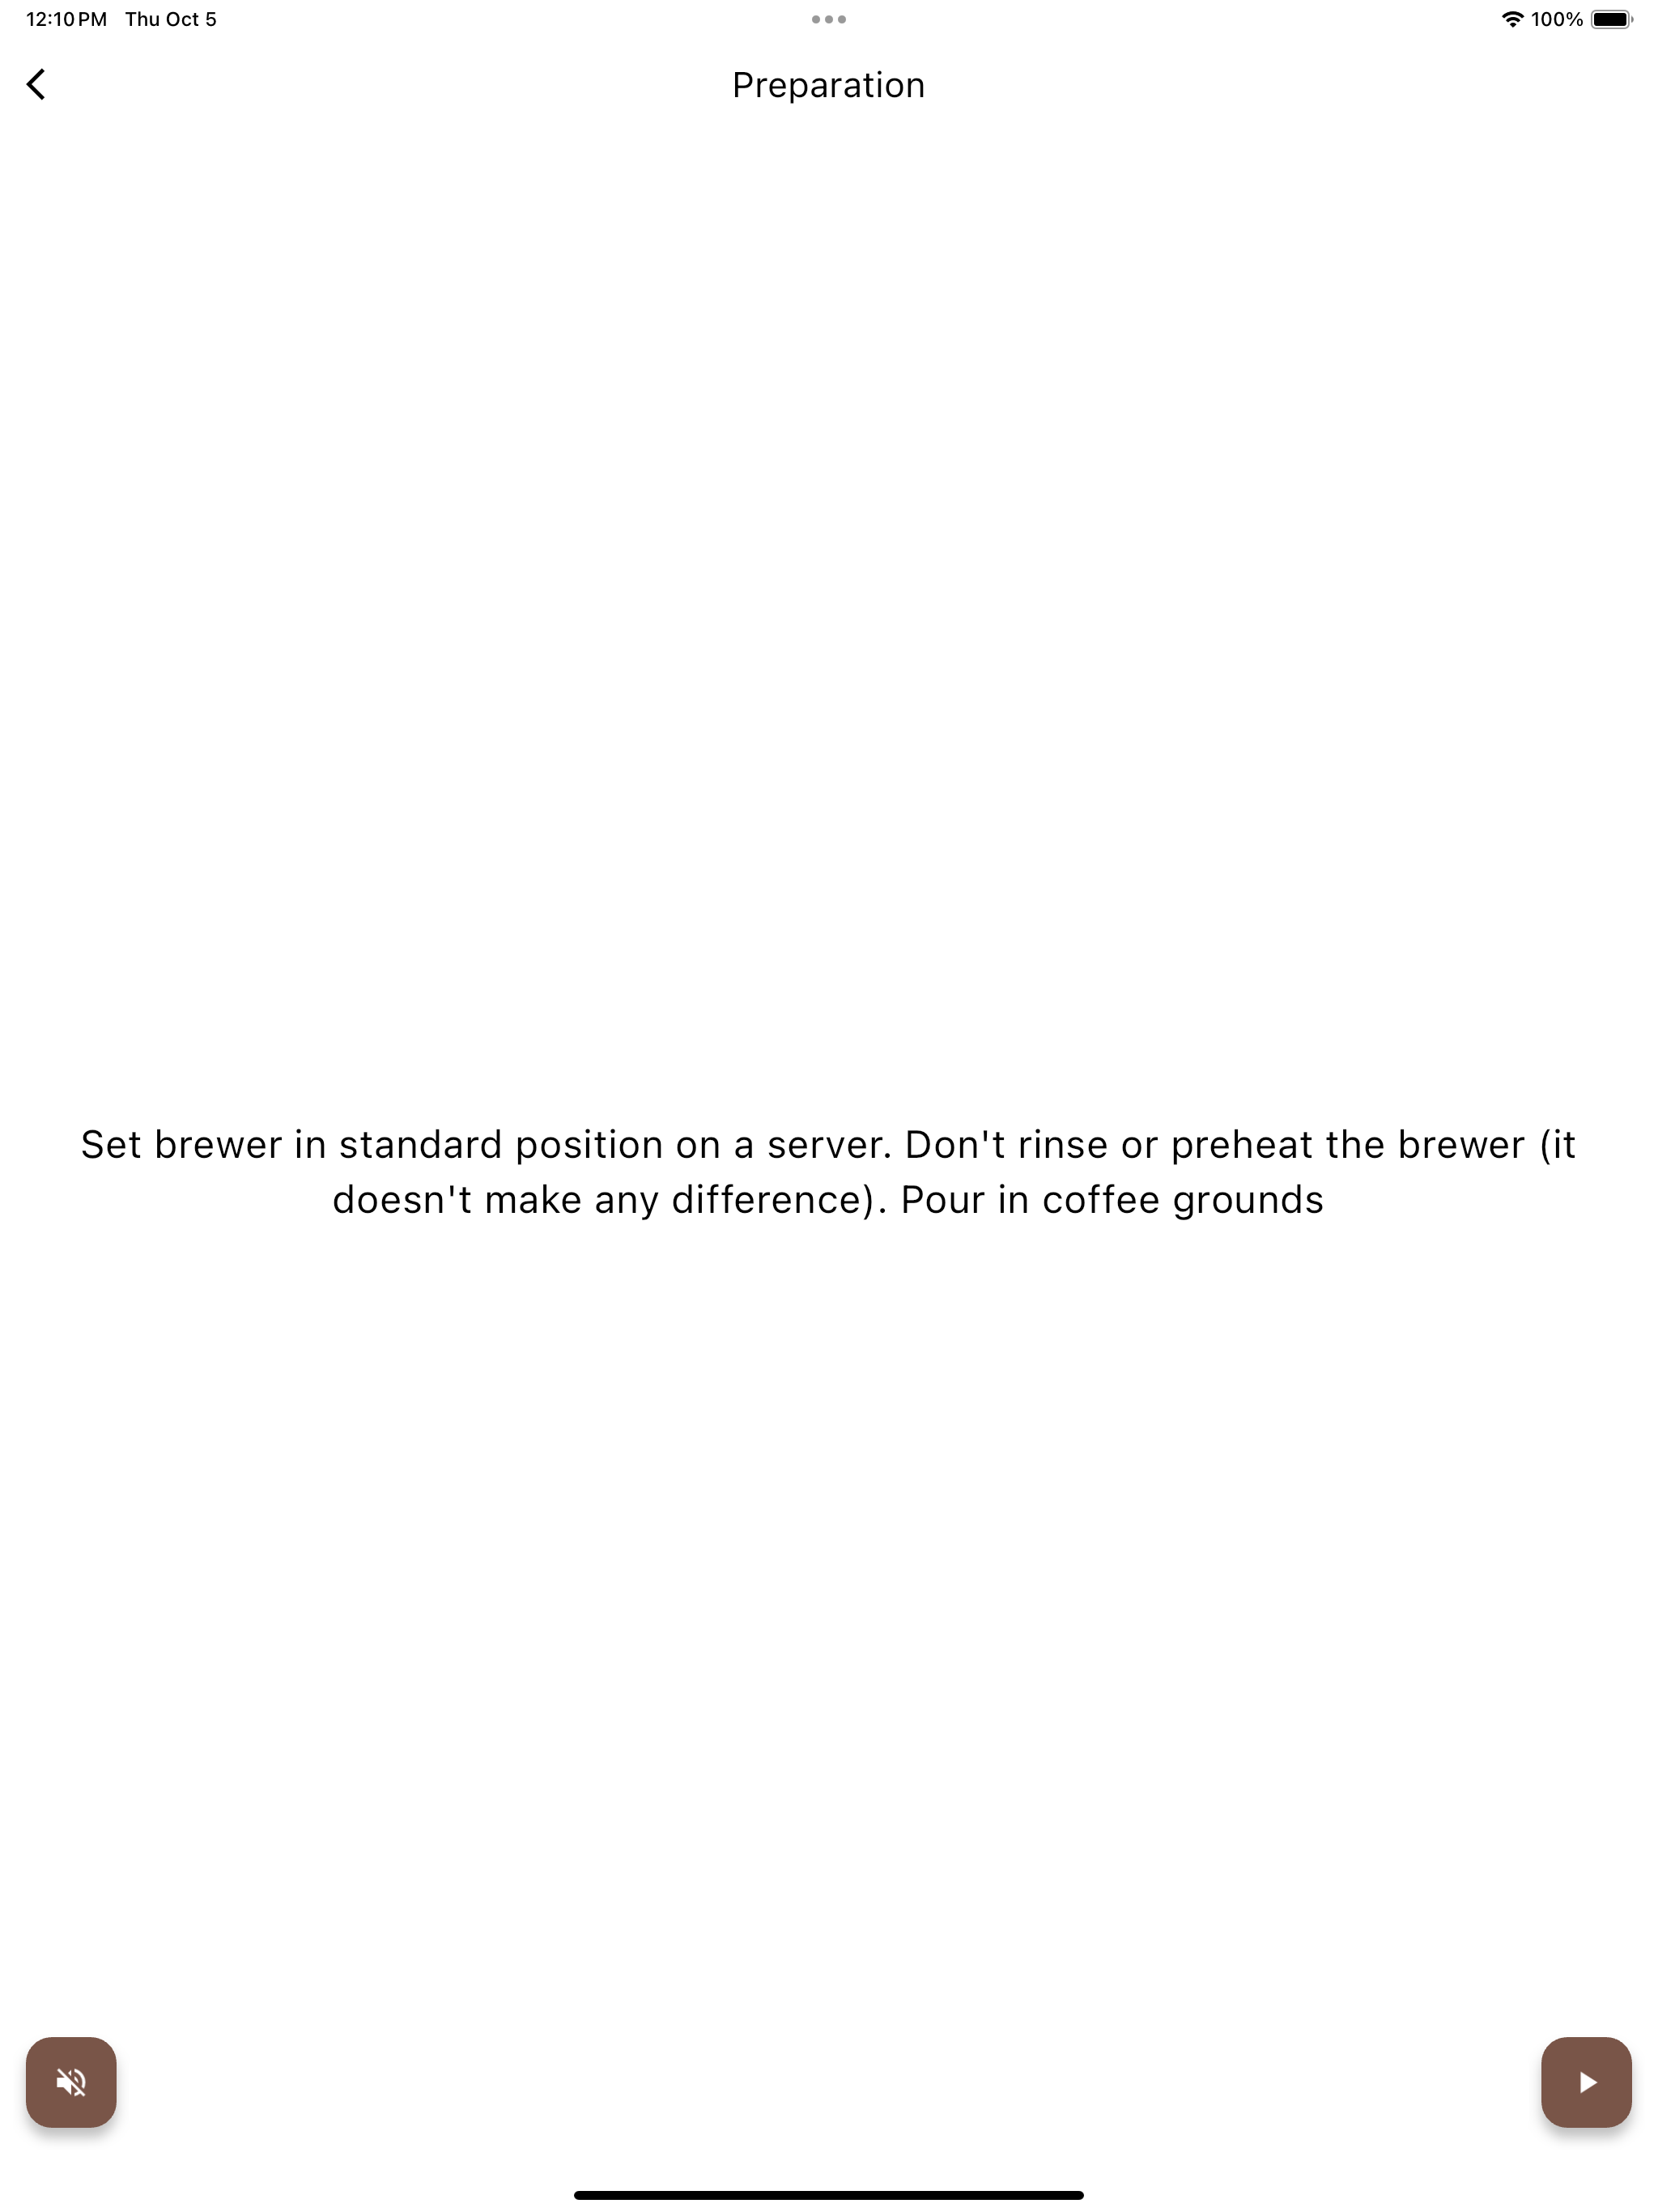 12:10 PM Thu Oct 5 100%
Preparation
Set brewer in standard position on a server. Don't rinse or preheat the brewer (it
doesn't make any difference). Pour in coffee grounds